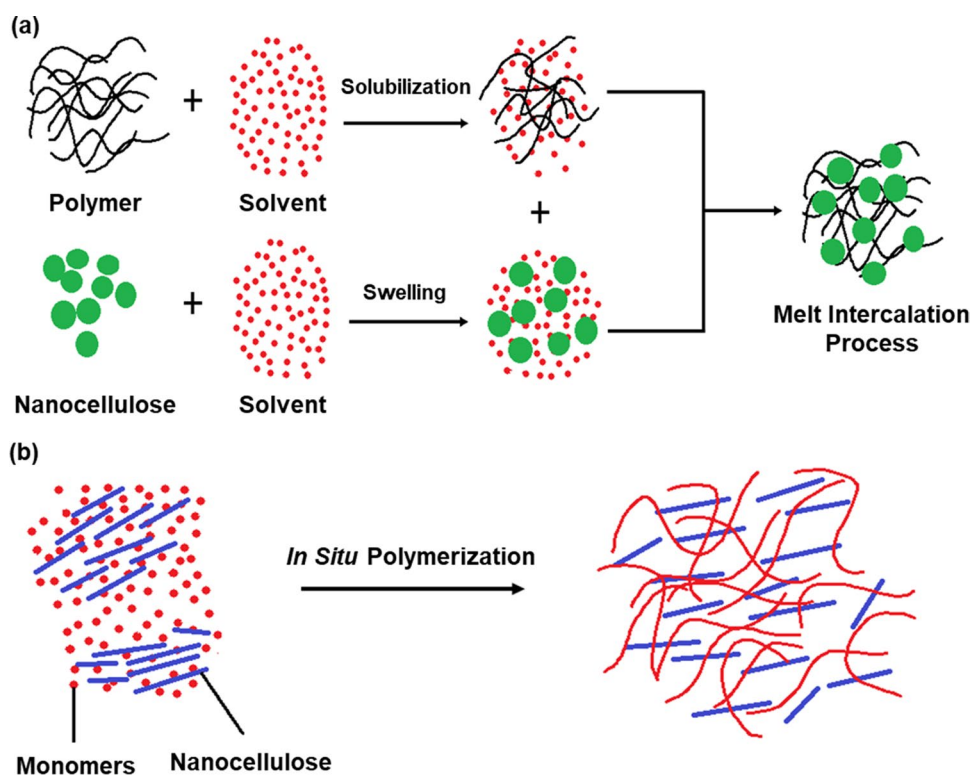 (a)
Solubilization
Polymer
Solvent
Swelling
Melt Intercalation
Process
Nanocellulose
Solvent
(b)
In Situ Polymerization
Monomers
Nanocellulose